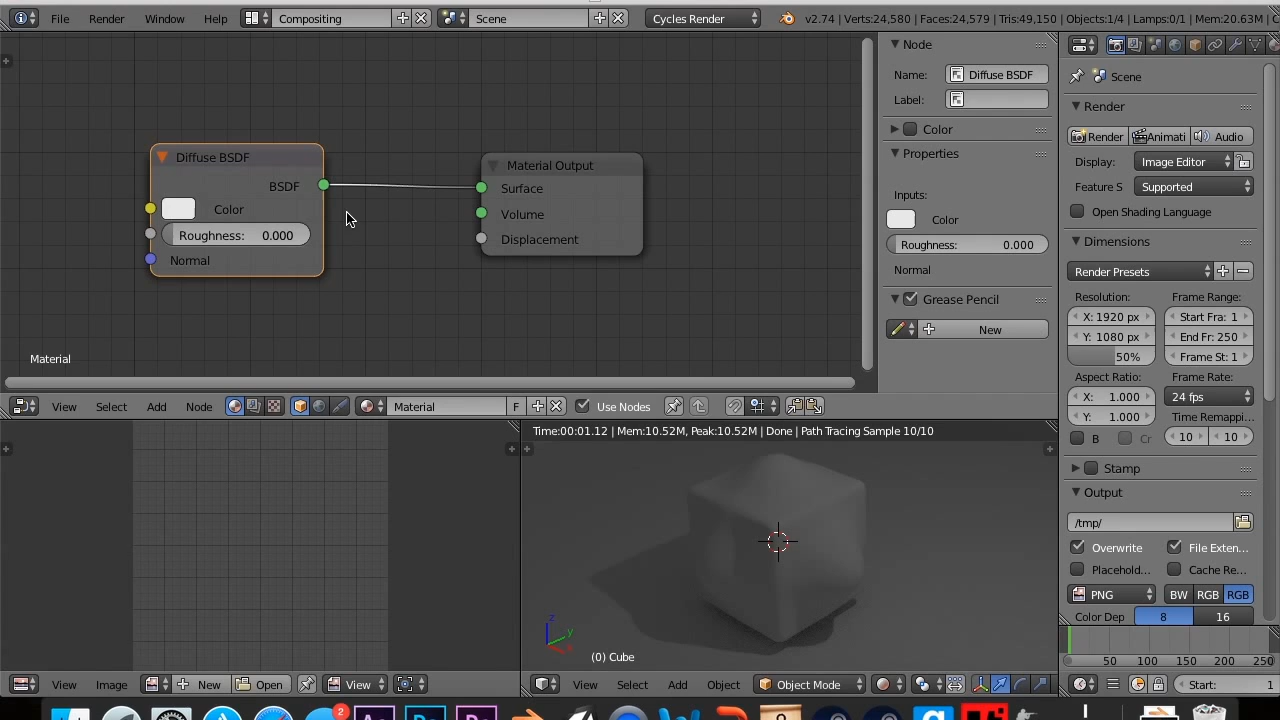 File Render Window Help Compositing Scene Cycles Render v2.74 | Verts:24,580 | Faces:24,579 | Tris:49,150 | Objects:1/4 | Lamps:0/1 | Mem:20.63M | C
Node
Name: Diffuse BSDF
Label:
Color
Properties
Inputs:
Color
Roughness: 0.000
Normal
Grease Pencil
New
Diffuse BSDF
BSDF
Color
Roughness: 0.000
Normal
Material Output
Surface
Volume
Displacement
Material
View Select Add Node Material F Use Nodes
Time:00:01.12 | Mem:10.52M, Peak:10.52M | Done | Path Tracing Sample 10/10
z
y
x
(0) Cube
View Image New Open View
View Select Add Object Object Mode
Scene
Render
Render Animati Audio
Display: Image Editor
Feature S Supported
Open Shading Language
Dimensions
Render Presets
Resolution: Frame Range:
X: 1920 px Start Fra: 1
Y: 1080 px End Fr: 250
50% Frame St: 1
Aspect Ratio: Frame Rate:
X: 1.000 24 fps
Y: 1.000 Time Remappi...
B Cr 10 10
Stamp
Output
/tmp/
Overwrite File Exten...
Placehold... Cache Re...
PNG BW RGB RGB
Color Dep 8 16
50 100 150 200 250
Start: 1
2